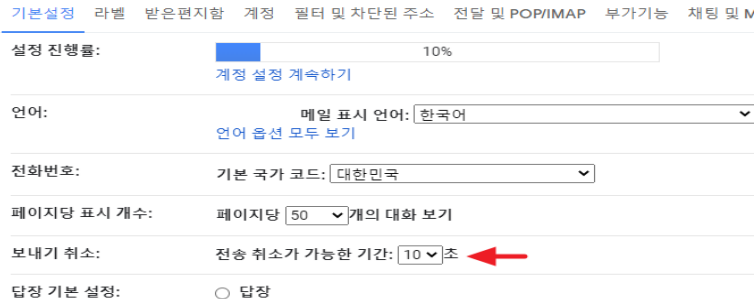 기본설정 라벨 받은편지함 계정 필터 및 차단된 주소 전달 및 POP/IMAP 부가기능 채팅 및 M
설정 진행률: 10%
계정 설정 계속하기
언어: 메일 표시 언어: 한국어
언어 옵션 모두 보기
전화번호: 기본 국가 코드: 대한민국
페이지당 표시 개수: 페이지당 50 개의 대화 보기
보내기 취소: 전송 취소가 가능한 기간: 10 초
답장 기본 설정: 답장